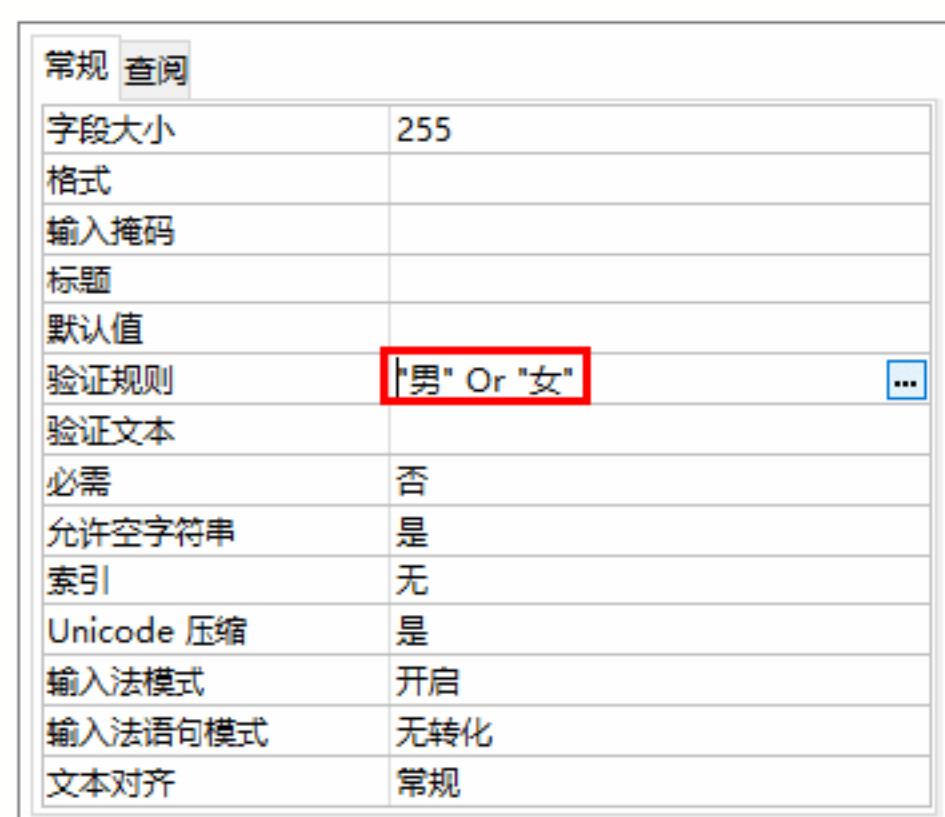 常规 查阅
字段大小 255
格式
输入掩码
标题
默认值
验证规则 "男" Or "女" ...
验证文本
必需 否
允许空字符串 是
索引 无
Unicode 压缩 是
输入法模式 开启
输入法语句模式 无转化
文本对齐 常规